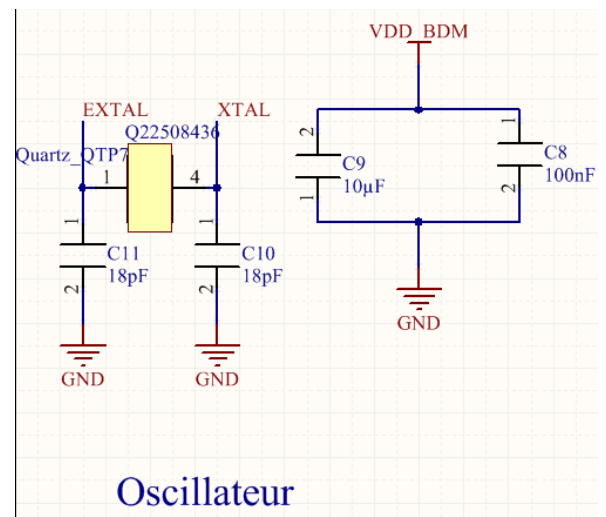 VDD_BDM
EXTAL
XTAL
Q22508436
Quartz_QTP7
1
4
1
2
C11
18pF
GND
1
2
C10
18pF
GND
2
1
C9
10µF
1
2
C8
100nF
GND
Oscillateur